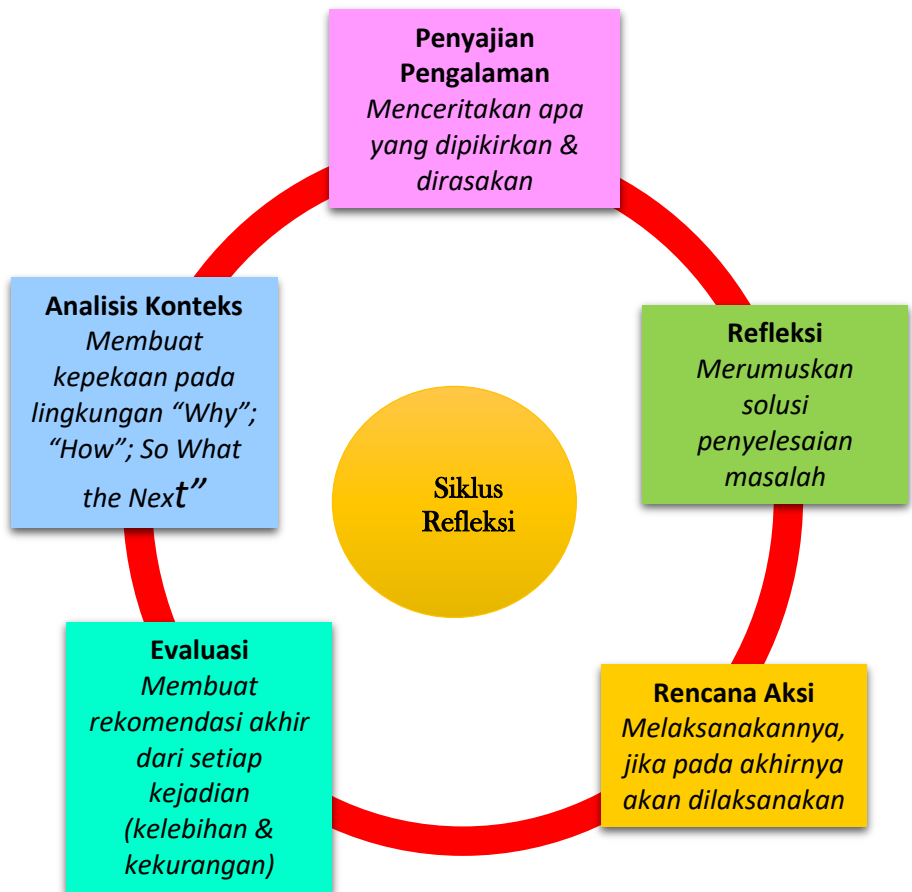 Penyajian
Pengalaman
Menceritakan apa
yang dipikirkan &
dirasakan
Analisis Konteks
Membuat
kepekaan pada
lingkungan “Why”;
“How”; So What
the Next”
Refleksi
Merumuskan
solusi
penyelesaian
masalah
Siklus
Refleksi
Evaluasi
Membuat
rekomendasi akhir
dari setiap
kejadian
(kelebihan &
kekurangan)
Rencana Aksi
Melaksanakannya,
jika pada akhirnya
akan dilaksanakan